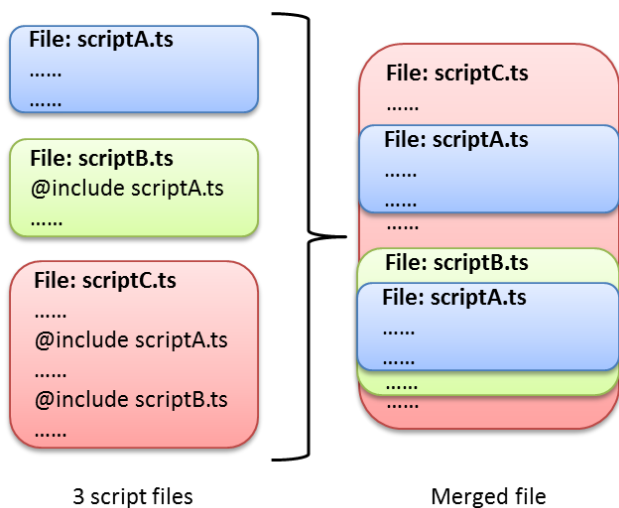 File: scriptA.ts
……
……
File: scriptB.ts
@include scriptA.ts
……
File: scriptC.ts
……
@include scriptA.ts
……
@include scriptB.ts
……
3 script files
File: scriptC.ts
……
File: scriptA.ts
……
……
……
File: scriptB.ts
File: scriptA.ts
……
……
……
……
Merged file